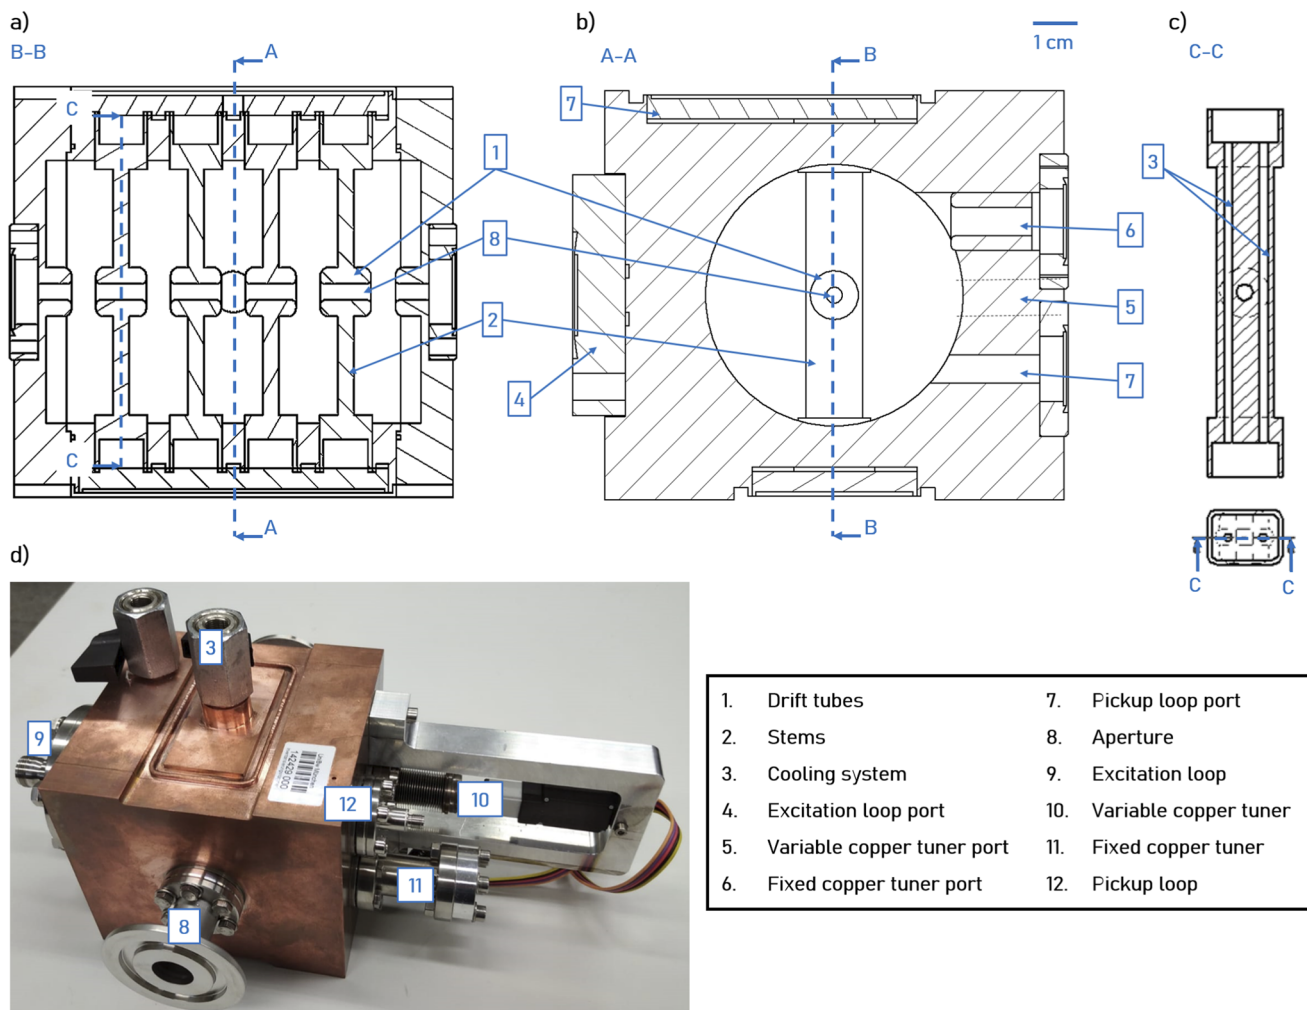 a)
B-B
A
C
C
A
1
8
2
b)
A-A
B
1 cm
7
6
5
7
4
B
c)
C-C
3
C
C
d)
3
9
142429 000
12
10
11
8
1. Drift tubes
2. Stems
3. Cooling system
4. Excitation loop port
5. Variable copper tuner port
6. Fixed copper tuner port
7. Pickup loop port
8. Aperture
9. Excitation loop
10. Variable copper tuner
11. Fixed copper tuner
12. Pickup loop